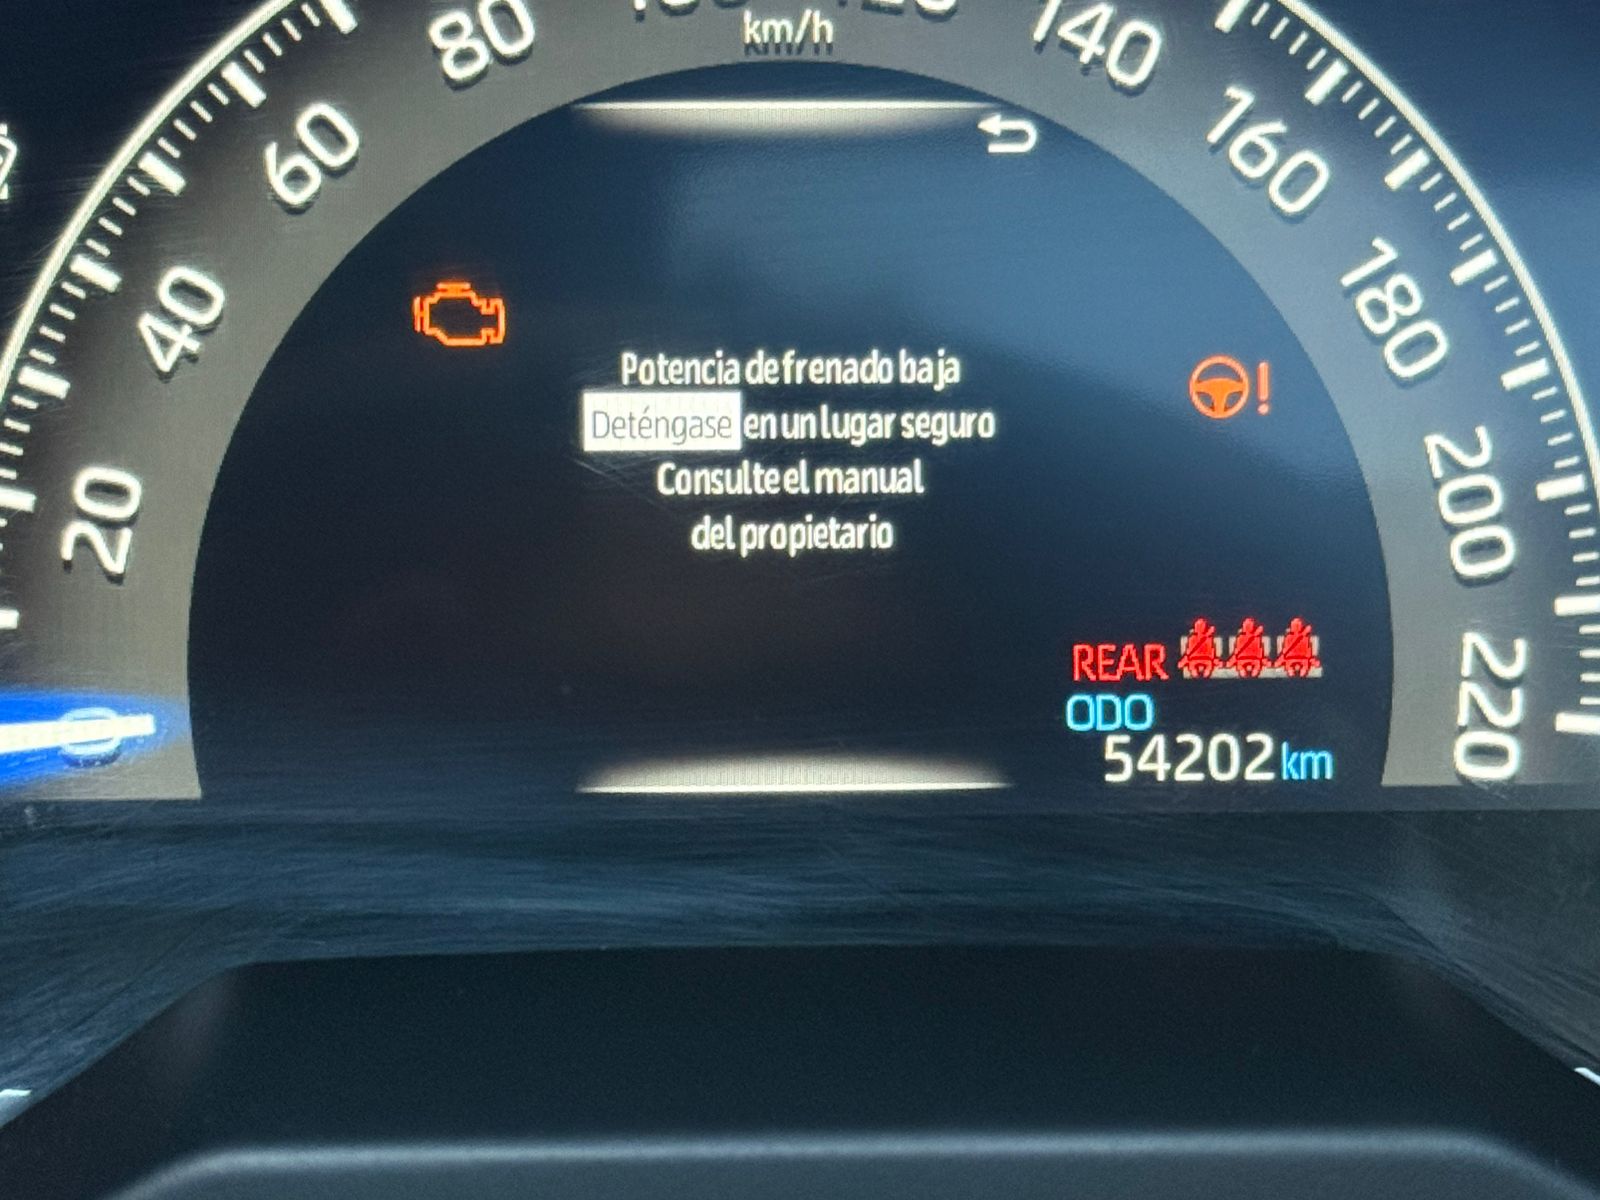 80
km/h
140
60
160
40
180
Potencia de frenado baja
Deténgase en un lugar seguro
Consulte el manual
del propietario
20
200
REAR
ODO
54202 km
220